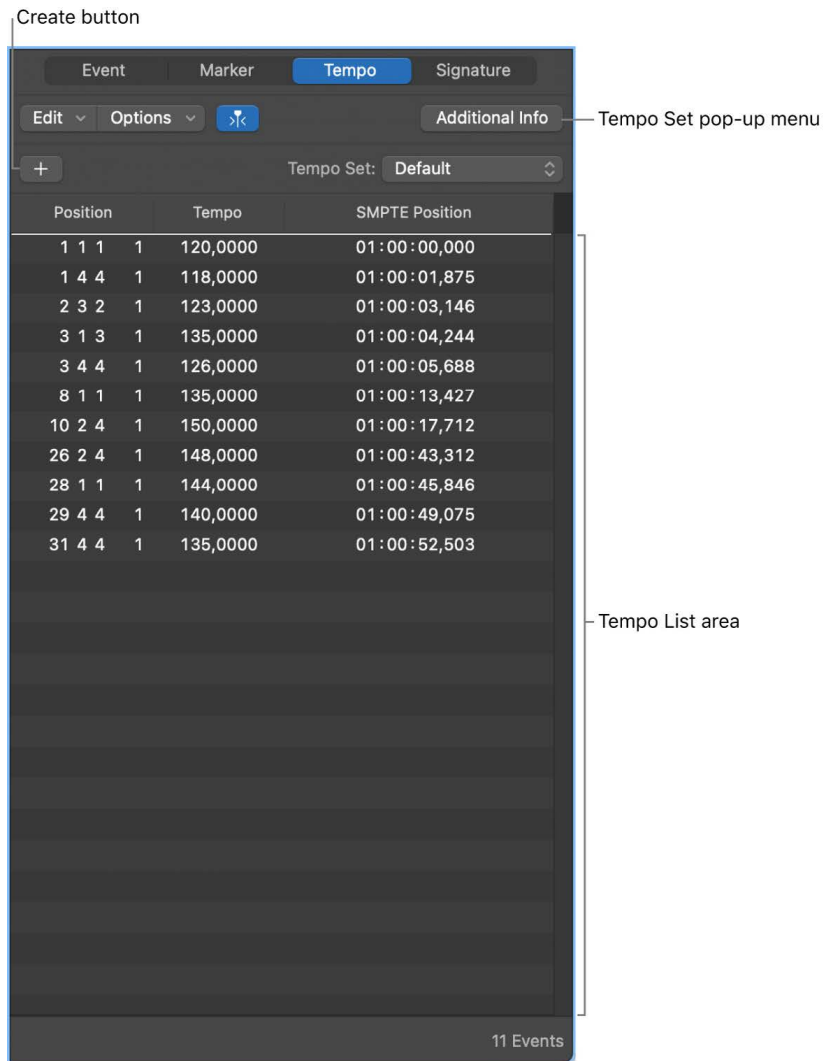 Create button
Event Marker Tempo Signature
Edit Options Additional Info
Tempo Set pop-up menu
+ Tempo Set: Default
Position Tempo SMPTE Position
1 1 1 1 120,0000 01:00:00,000
1 4 4 1 118,0000 01:00:01,875
2 3 2 1 123,0000 01:00:03,146
3 1 3 1 135,0000 01:00:04,244
3 4 4 1 126,0000 01:00:05,688
8 1 1 1 135,0000 01:00:13,427
10 2 4 1 150,0000 01:00:17,712
26 2 4 1 148,0000 01:00:43,312
28 1 1 1 144,0000 01:00:45,846
29 4 4 1 140,0000 01:00:49,075
31 4 4 1 135,0000 01:00:52,503
Tempo List area
11 Events